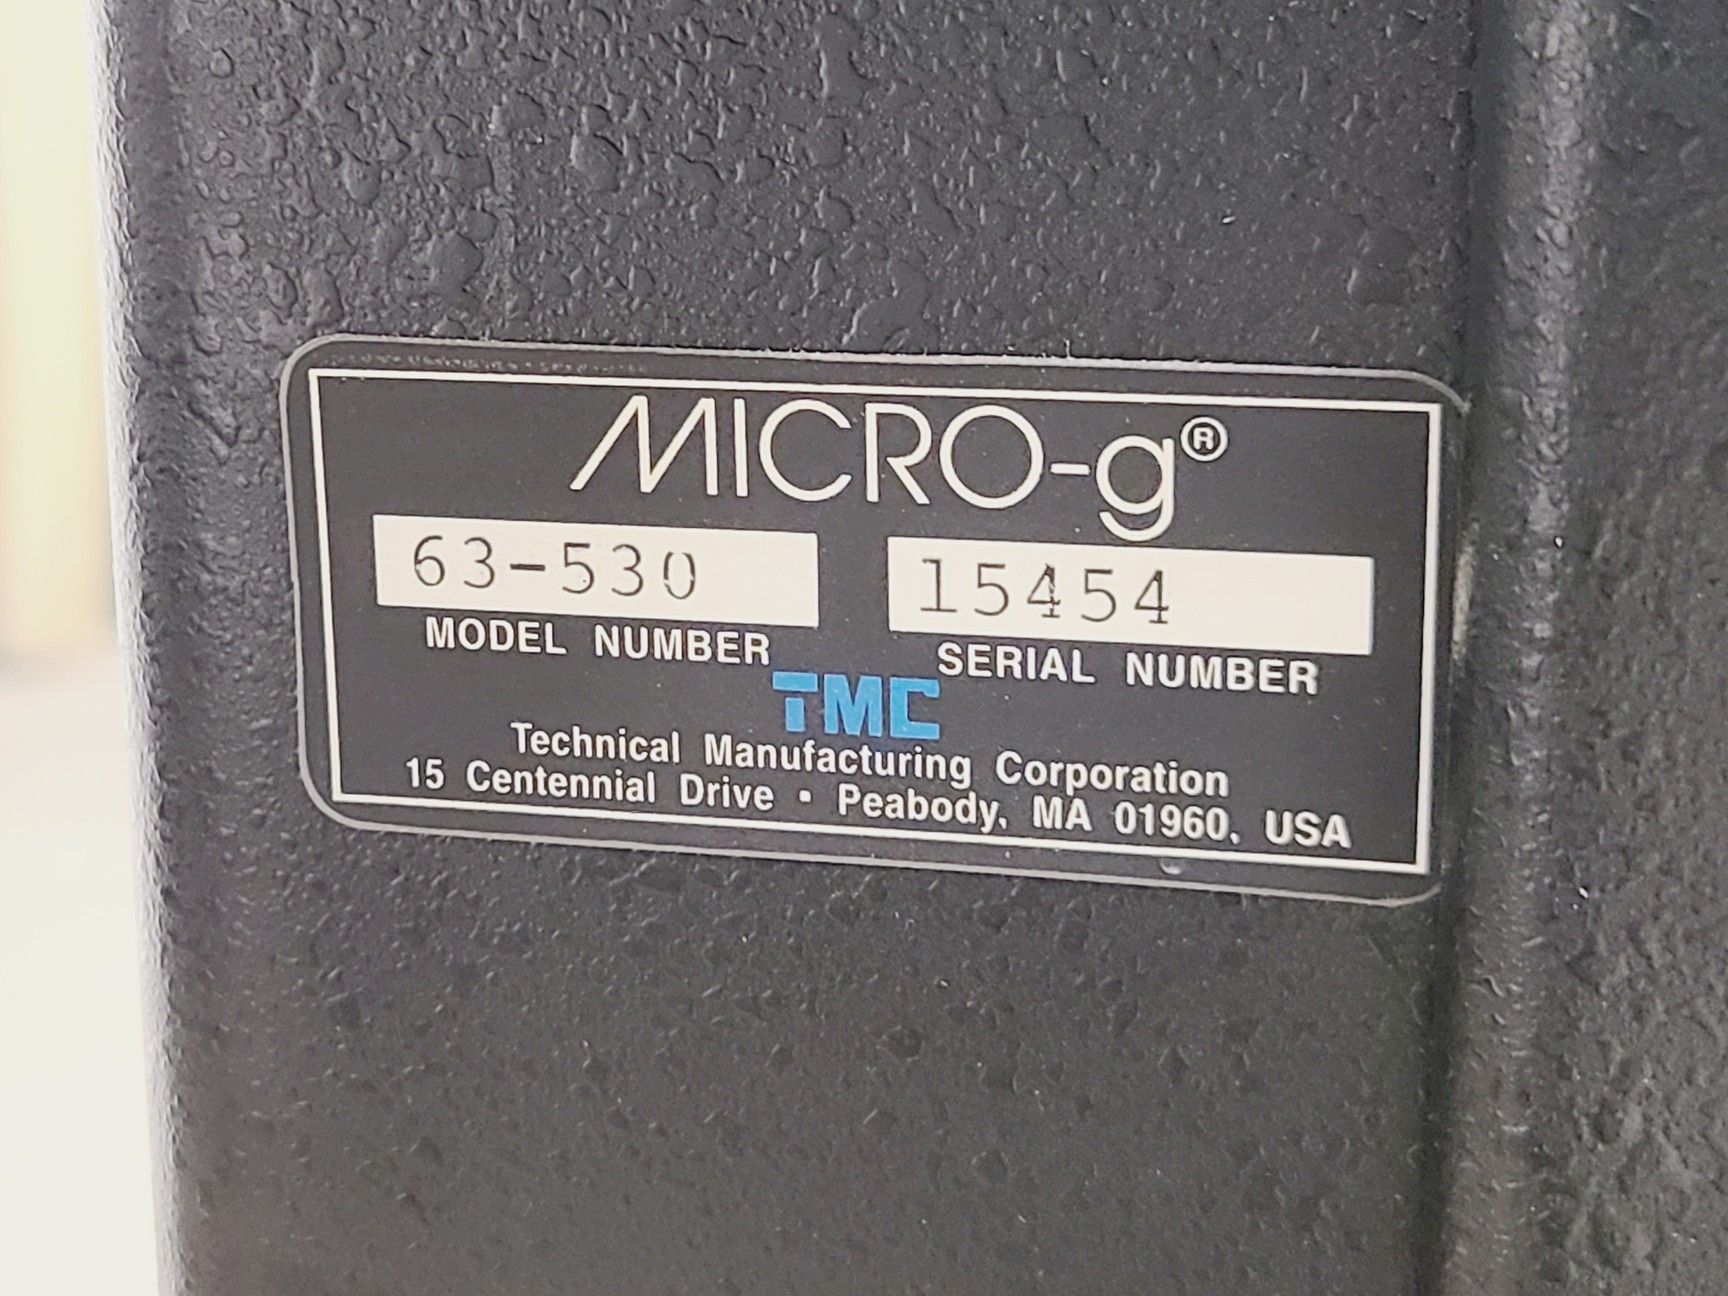 MICRO-g®
63-530 15454
MODEL NUMBER SERIAL NUMBER
TMC
Technical Manufacturing Corporation
15 Centennial Drive • Peabody, MA 01960, USA